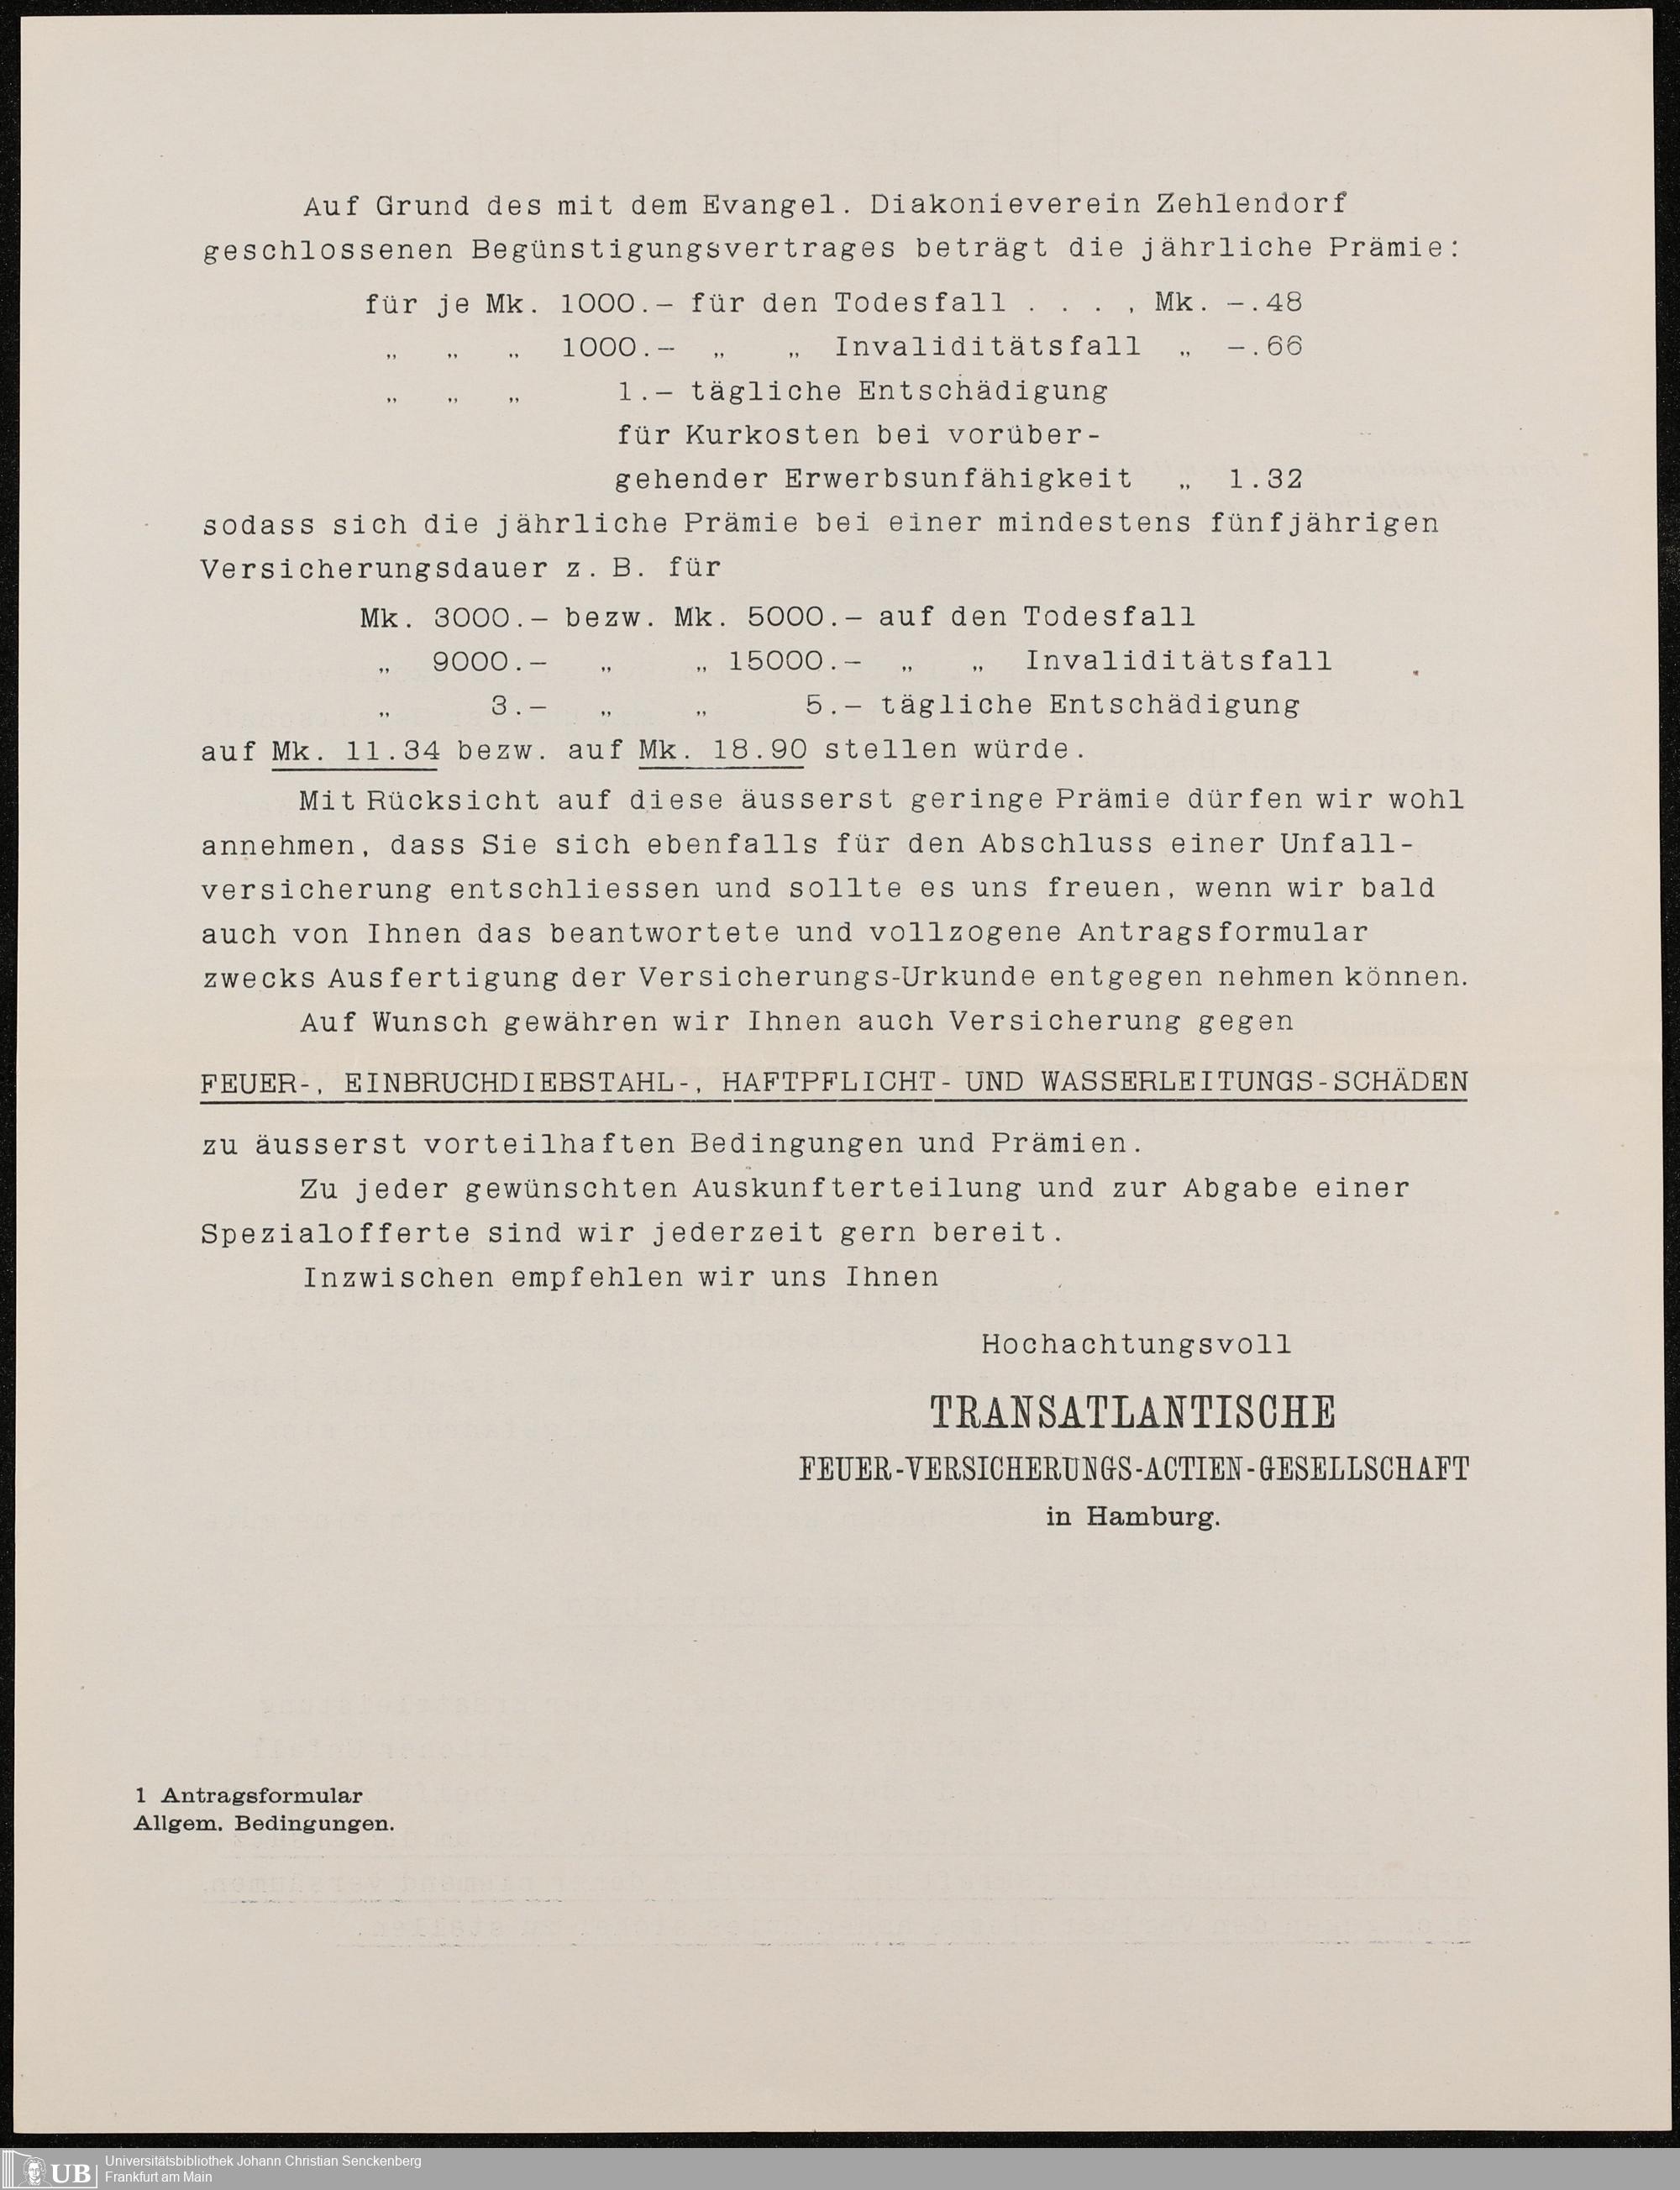 Auf Grund des mit dem Evangel. Diakonieverein Zehlendorf
geschlossenen Begünstigungsvertrages beträgt die jährliche Prämie:
für je Mk. 1000.— für den Todesfall . . . , Mk. —.48
„ „ „ 1000.— „ „ Invaliditätsfall „ —.66
„ „ „ 1.— tägliche Entschädigung
für Kurkosten bei vorüber-
gehender Erwerbsunfähigkeit „ 1.32
sodass sich die jährliche Prämie bei einer mindestens fünfjährigen
Versicherungsdauer z. B. für
Mk. 3000.— bezw. Mk. 5000.— auf den Todesfall
„ 9000.— „ „ 15000.— „ „ Invaliditätsfall
„ 3.— „ „ 5.— tägliche Entschädigung
auf Mk. 11.34 bezw. auf Mk. 18.90 stellen würde.
Mit Rücksicht auf diese äusserst geringe Prämie dürfen wir wohl
annehmen, dass Sie sich ebenfalls für den Abschluss einer Unfall-
versicherung entschliessen und sollte es uns freuen, wenn wir bald
auch von Ihnen das beantwortete und vollzogene Antragsformular
zwecks Ausfertigung der Versicherungs-Urkunde entgegen nehmen können.
Auf Wunsch gewähren wir Ihnen auch Versicherung gegen
FEUER-, EINBRUCHDIEBSTAHL-, HAFTPFLICHT- UND WASSERLEITUNGS-SCHÄDEN
zu äusserst vorteilhaften Bedingungen und Prämien.
Zu jeder gewünschten Auskunfterteilung und zur Abgabe einer
Spezialofferte sind wir jederzeit gern bereit.
Inzwischen empfehlen wir uns Ihnen
Hochachtungsvoll
TRANSATLANTISCHE
FEUER-VERSICHERUNGS-ACTIEN-GESELLSCHAFT
in Hamburg.
1 Antragsformular
Allgem. Bedingungen.
UB
Universitätsbibliothek Johann Christian Senckenberg
Frankfurt am Main